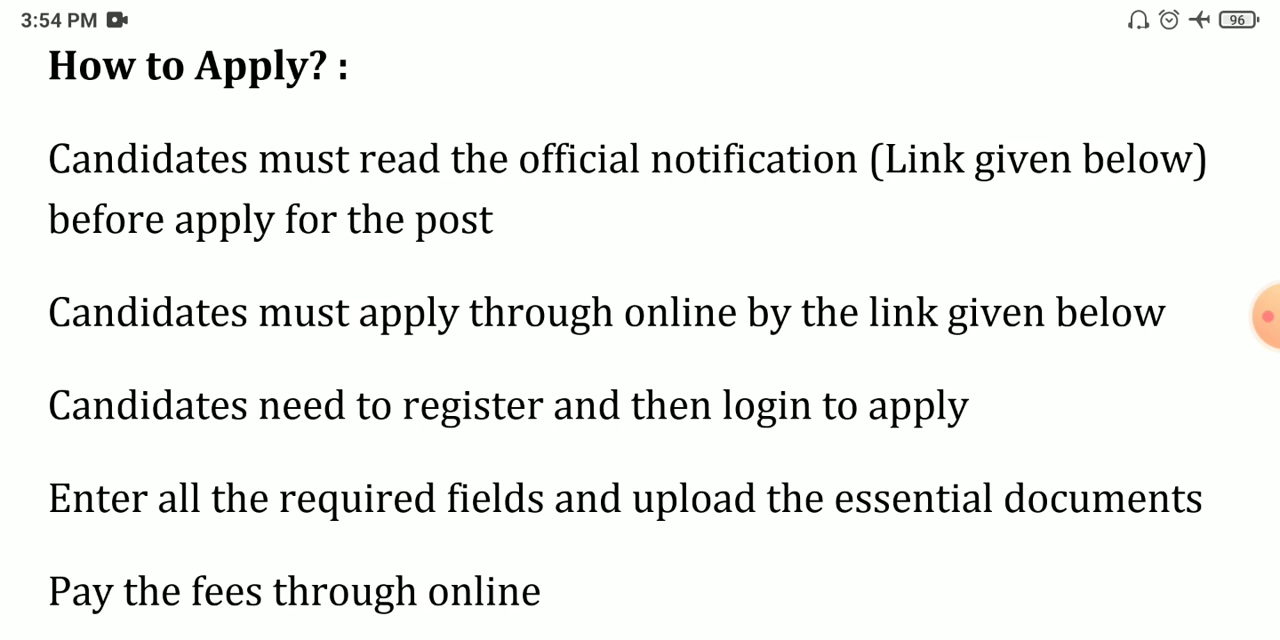 3:54 PM
96
How to Apply? :
Candidates must read the official notification (Link given below)
before apply for the post
Candidates must apply through online by the link given below
Candidates need to register and then login to apply
Enter all the required fields and upload the essential documents
Pay the fees through online